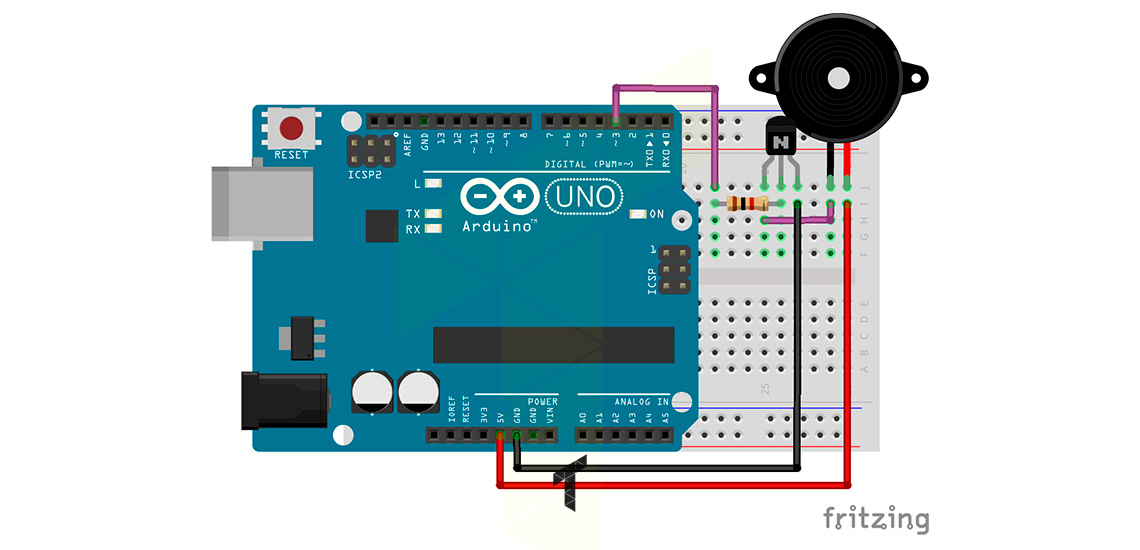 N
RESET
ICSP2
AREF
GND
13
12
~11
~10
~9
8
7
~6
~5
4
~3
2
TX0▶1
RX0◀0
DIGITAL (PWM=~)
L
TX
RX
UNO
Arduino™
ON
1
ICSP
J
I
H
G
F
E
D
C
B
A
25
IOREF
RESET
3V3
5V
GND
GND
VIN
POWER
ANALOG IN
A0
A1
A2
A3
A4
A5
fritzing